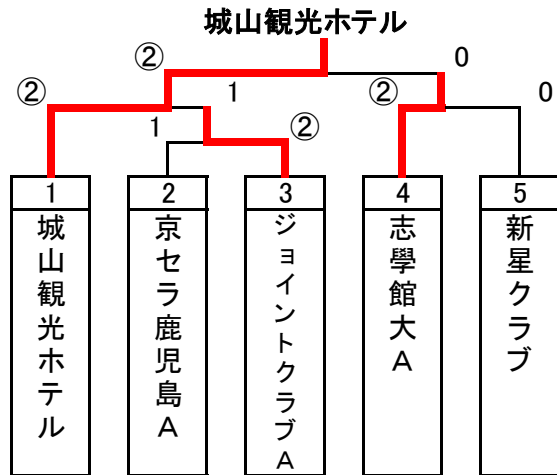 城山観光ホテル
② 0
② 1 ② 0
1 ②
1 2 3 4 5
城山観光ホテル
京セラ鹿児島A
ジョイントクラブA
志學館大A
新星クラブ